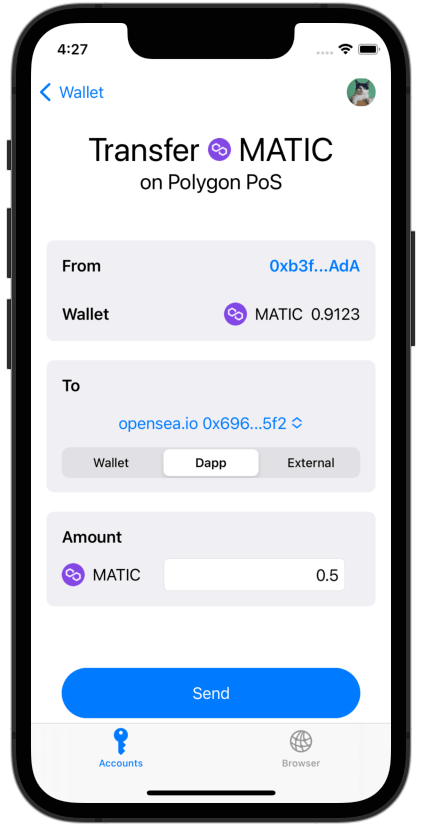 4:27
Wallet
Transfer MATIC
on Polygon PoS
From 0xb3f...AdA
Wallet MATIC 0.9123
To
opensea.io 0x696...5f2
Wallet Dapp External
Amount
MATIC 0.5
Send
Accounts Browser